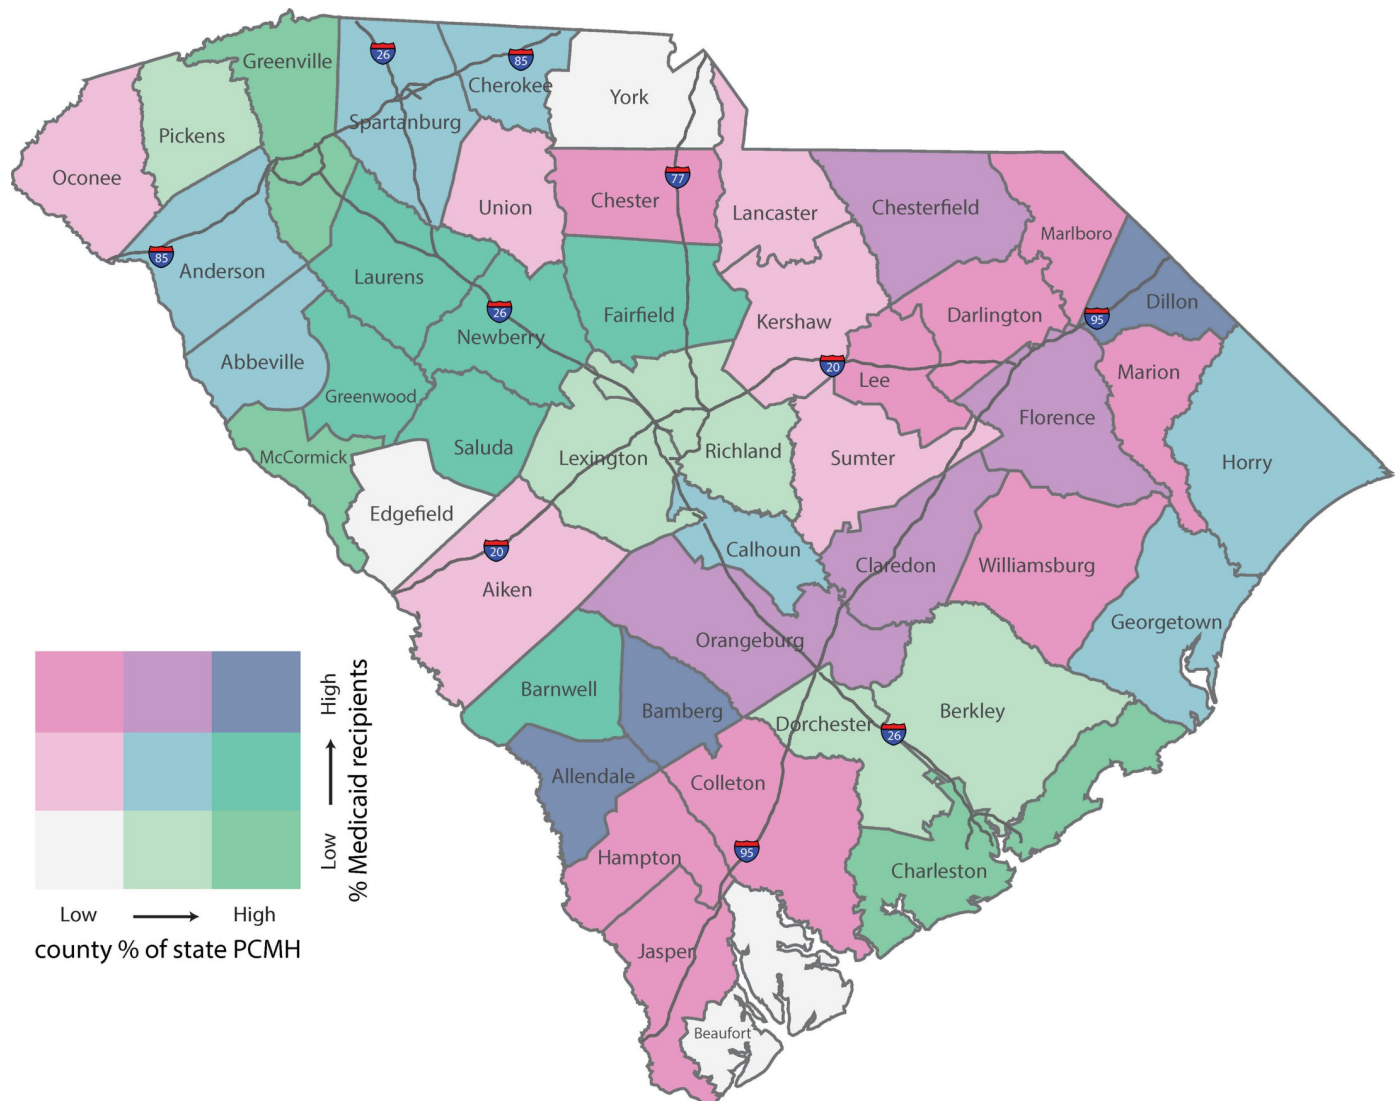 Greenville
26
85
Cherokee
York
Pickens
Spartanburg
Oconee
77
Union
Chester
Lancaster
Chesterfield
Marlboro
85
Anderson
Laurens
26
Newberry
Fairfield
Kershaw
Darlington
95
Dillon
Abbeville
Greenwood
20
Lee
Marion
Florence
McCormick
Saluda
Lexington
Richland
Sumter
Horry
Edgefield
20
Calhoun
Claredon
Williamsburg
Aiken
Georgetown
Orangeburg
Barnwell
Bamberg
Dorchester
Berkley
26
Allendale
Colleton
Hampton
95
Charleston
Jasper
Beaufort
High
Low
% Medicaid recipients
Low
High
county % of state PCMH